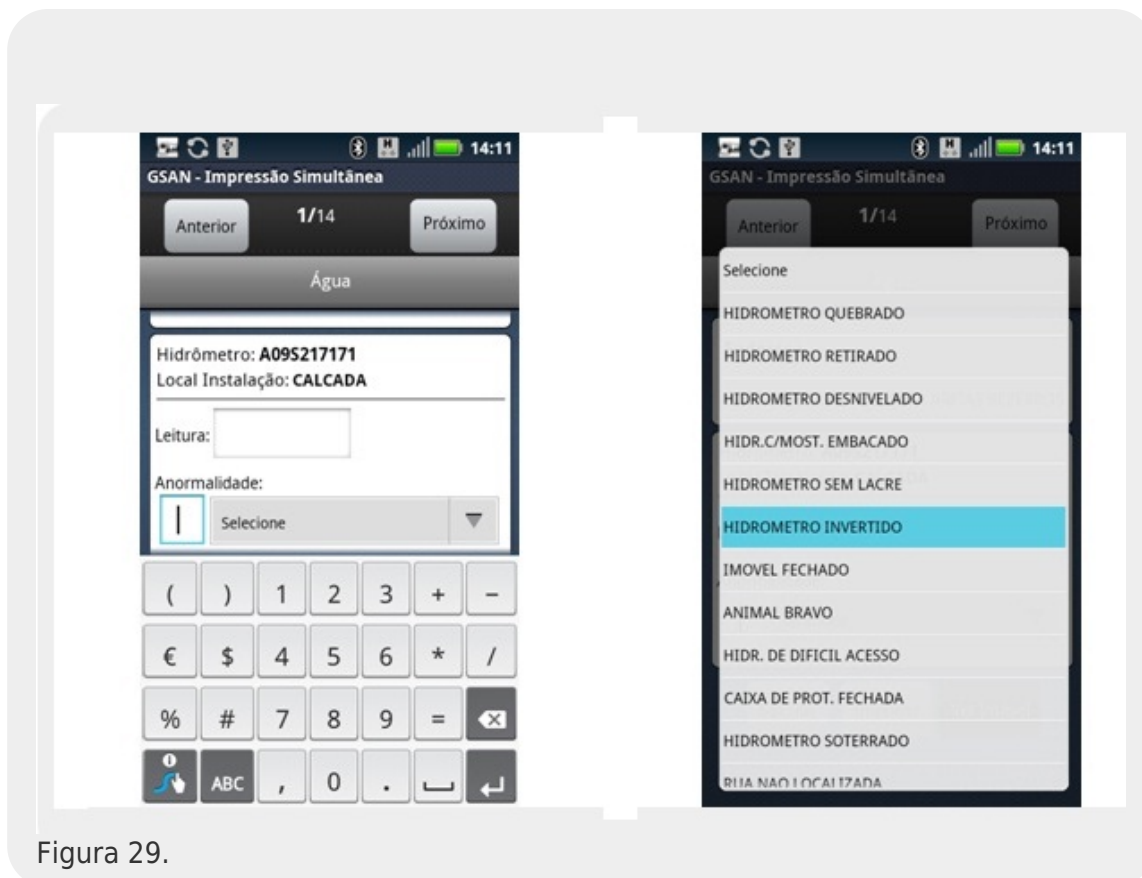 14:11
GSAN - Impressão Simultânea
Anterior 1/14 Próximo
Água
Hidrômetro: A09S217171
Local Instalação: CALCADA
Leitura:
Anormalidade:
Selecione
( ) 1 2 3 + -
€ $ 4 5 6 * /
% # 7 8 9 =
ABC , 0 .
14:11
GSAN - Impressão Simultânea
Anterior 1/14 Próximo
Selecione
HIDROMETRO QUEBRADO
HIDROMETRO RETIRADO
HIDROMETRO DESNIVELADO
HIDR.C/MOST. EMBACADO
HIDROMETRO SEM LACRE
HIDROMETRO INVERTIDO
IMOVEL FECHADO
ANIMAL BRAVO
HIDR. DE DIFICIL ACESSO
CAIXA DE PROT. FECHADA
HIDROMETRO SOTERRADO
RUA NAO LOCALIZADA
Figura 29.